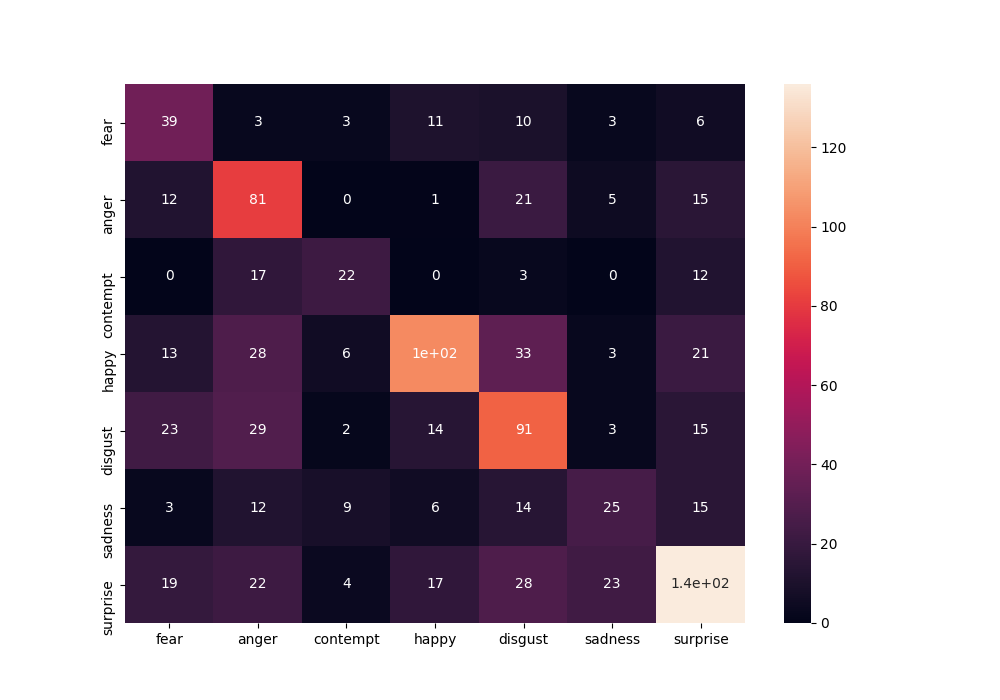 fear 39 3 3 11 10 3 6
anger 12 81 0 1 21 5 15
contempt 0 17 22 0 3 0 12
happy 13 28 6 1e+02 33 3 21
disgust 23 29 2 14 91 3 15
sadness 3 12 9 6 14 25 15
surprise 19 22 4 17 28 23 1.4e+02
fear anger contempt happy disgust sadness surprise
120
100
80
60
40
20
0